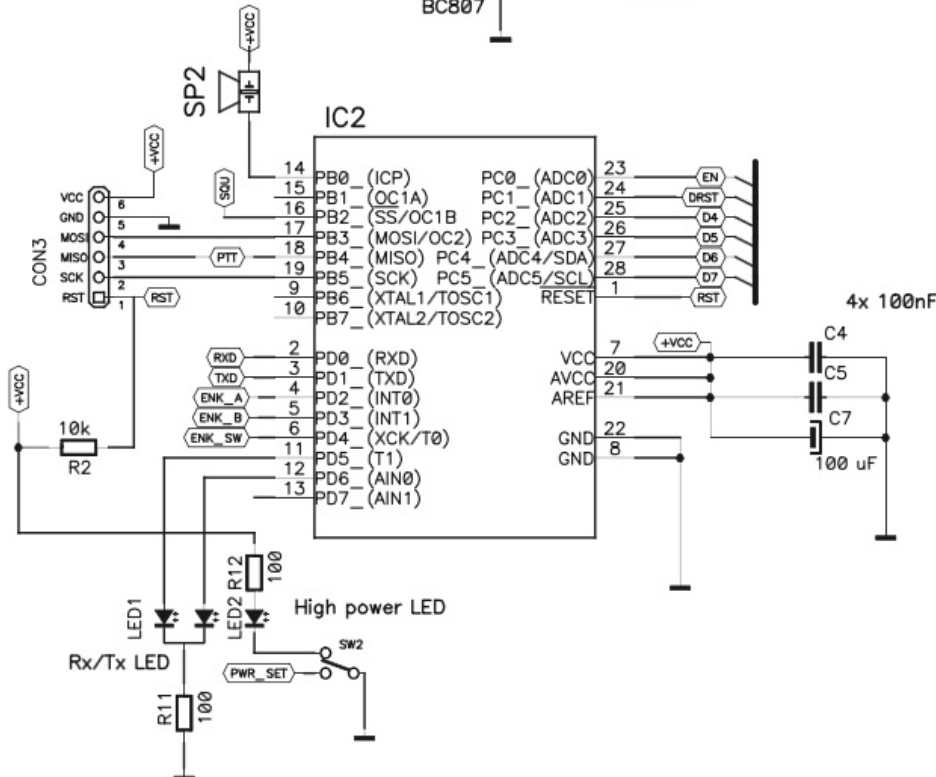 BC807
+VCC
SP2
IC2
+VCC
SQU
CON3
VCC
GND
MOSI
MISO
SCK
RST
6
5
4
3
2
1
PTT
RST
14 PB0_(ICP)
15 PB1_(OC1A)
16 PB2_(SS/OC1B
17 PB3_(MOSI/OC2)
18 PB4_(MISO)
19 PB5_(SCK)
9 PB6_(XTAL1/TOSC1)
10 PB7_(XTAL2/TOSC2)
RXD 2 PD0_(RXD)
TXD 3 PD1_(TXD)
ENK_A 4 PD2_(INT0)
ENK_B 5 PD3_(INT1)
ENK_SW 6 PD4_(XCK/T0)
11 PD5_(T1)
12 PD6_(AIN0)
13 PD7_(AIN1)
PC0_(ADC0) 23 EN
PC1_(ADC1) 24 DRST
PC2_(ADC2) 25 D4
PC3_(ADC3) 26 D5
PC4_(ADC4/SDA) 27 D6
PC5_(ADC5/SCL) 28 D7
RESET 1 RST
VCC 7
AVCC 20
AREF 21
GND 22
GND 8
+VCC
4x 100nF
C4
C5
C7
100 uF
+VCC
10k
R2
R12
100
LED1
LED2
High power LED
Rx/Tx LED
SW2
PWR_SET
R11
100